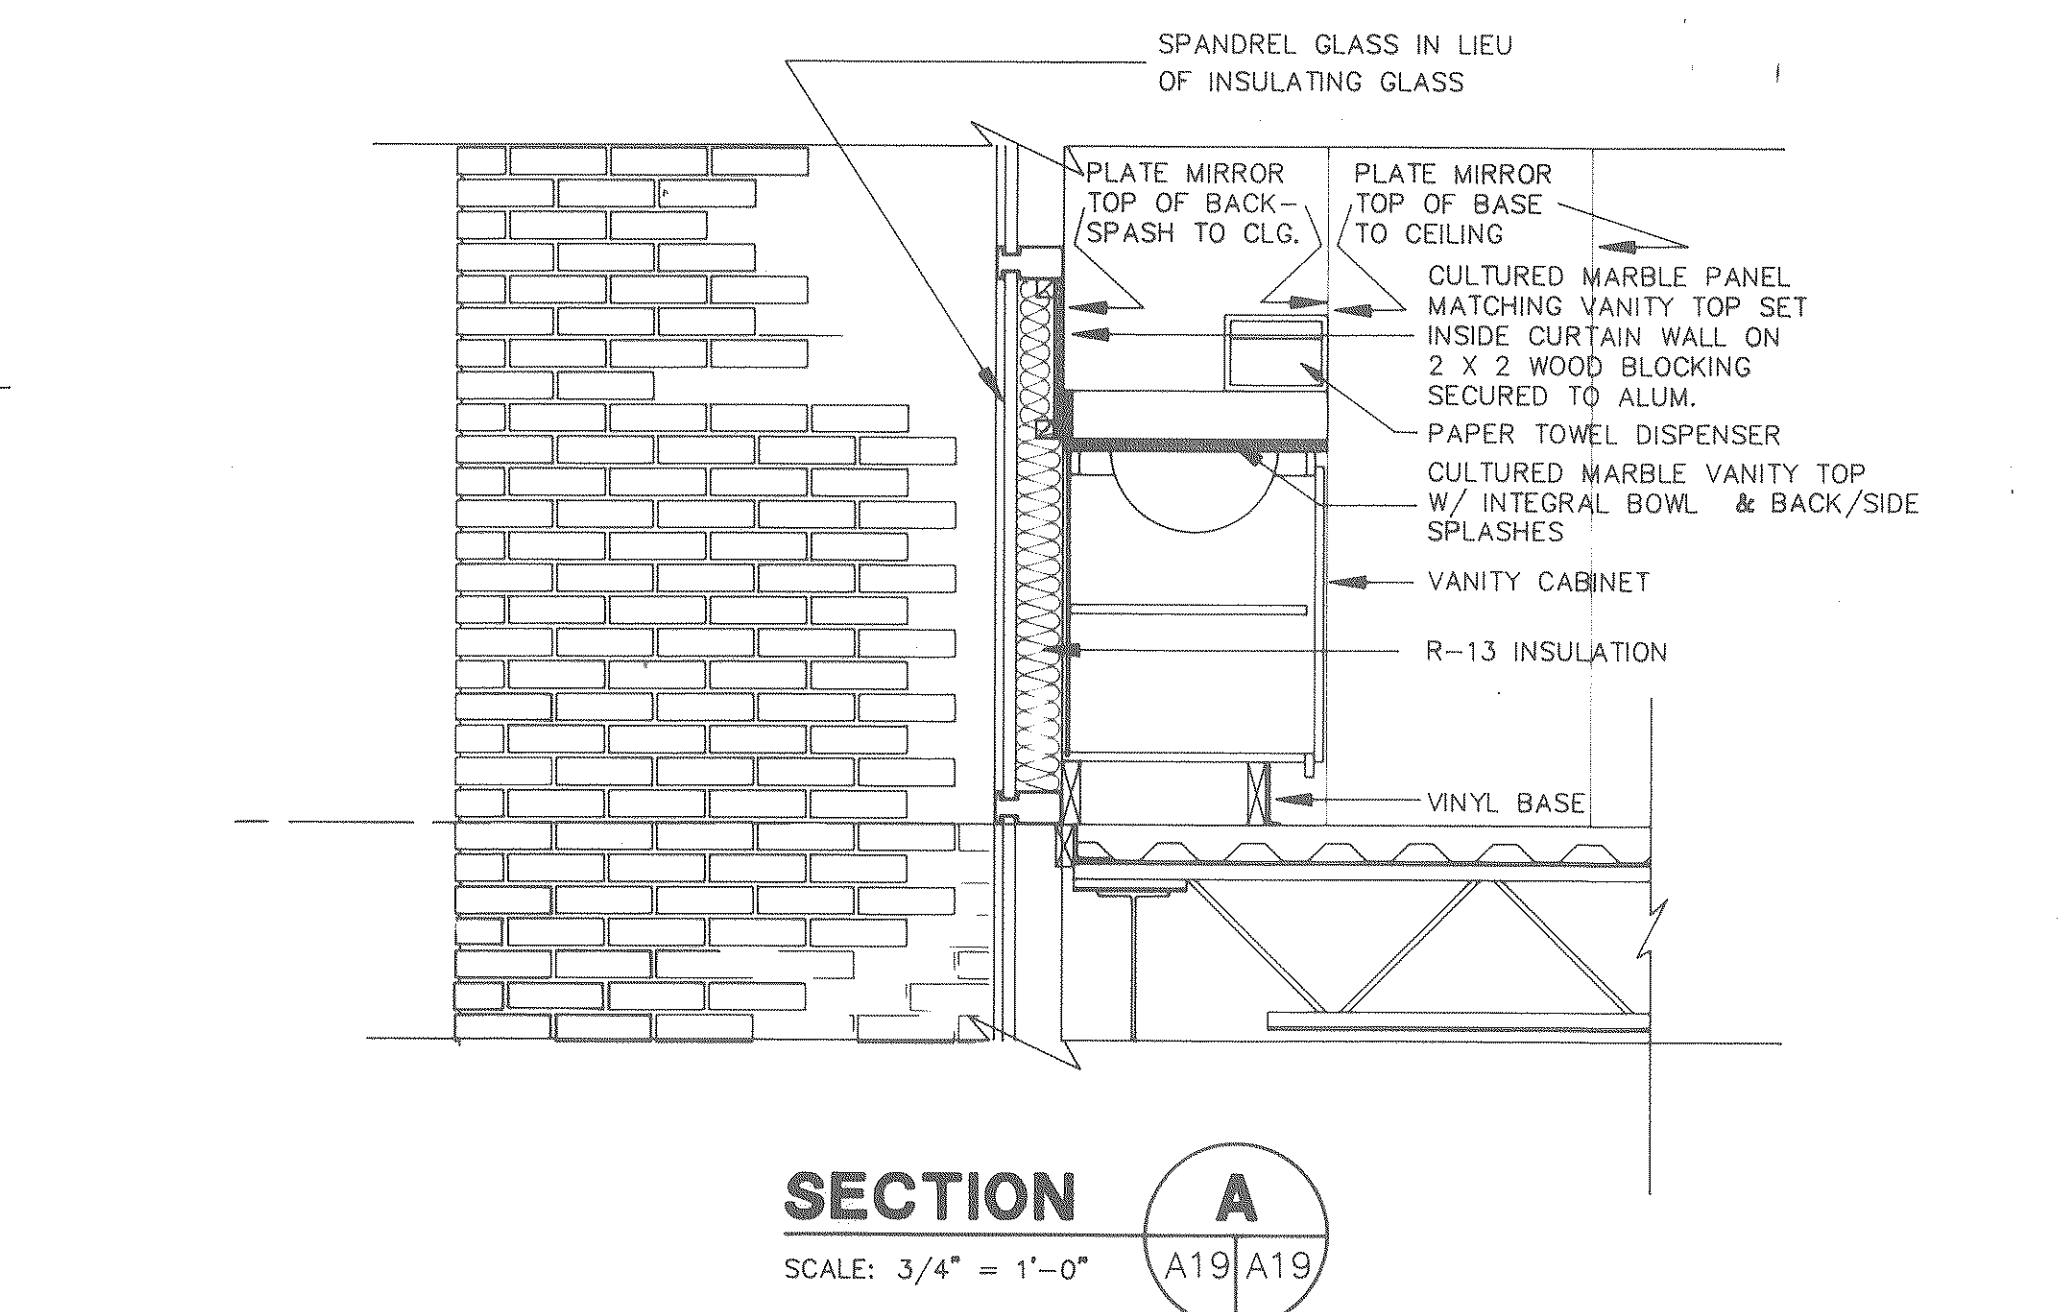 SPANDREL GLASS IN LIEU
OF INSULATING GLASS
PLATE MIRROR
TOP OF BACK-
SPASH TO CLG.
PLATE MIRROR
TOP OF BASE
TO CEILING
CULTURED MARBLE PANEL
MATCHING VANITY TOP SET
INSIDE CURTAIN WALL ON
2 X 2 WOOD BLOCKING
SECURED TO ALUM.
PAPER TOWEL DISPENSER
CULTURED MARBLE VANITY TOP
W/ INTEGRAL BOWL & BACK/SIDE
SPLASHES
VANITY CABINET
R-13 INSULATION
VINYL BASE
SECTION
A
SCALE: 3/4" = 1'-0"
A19 A19